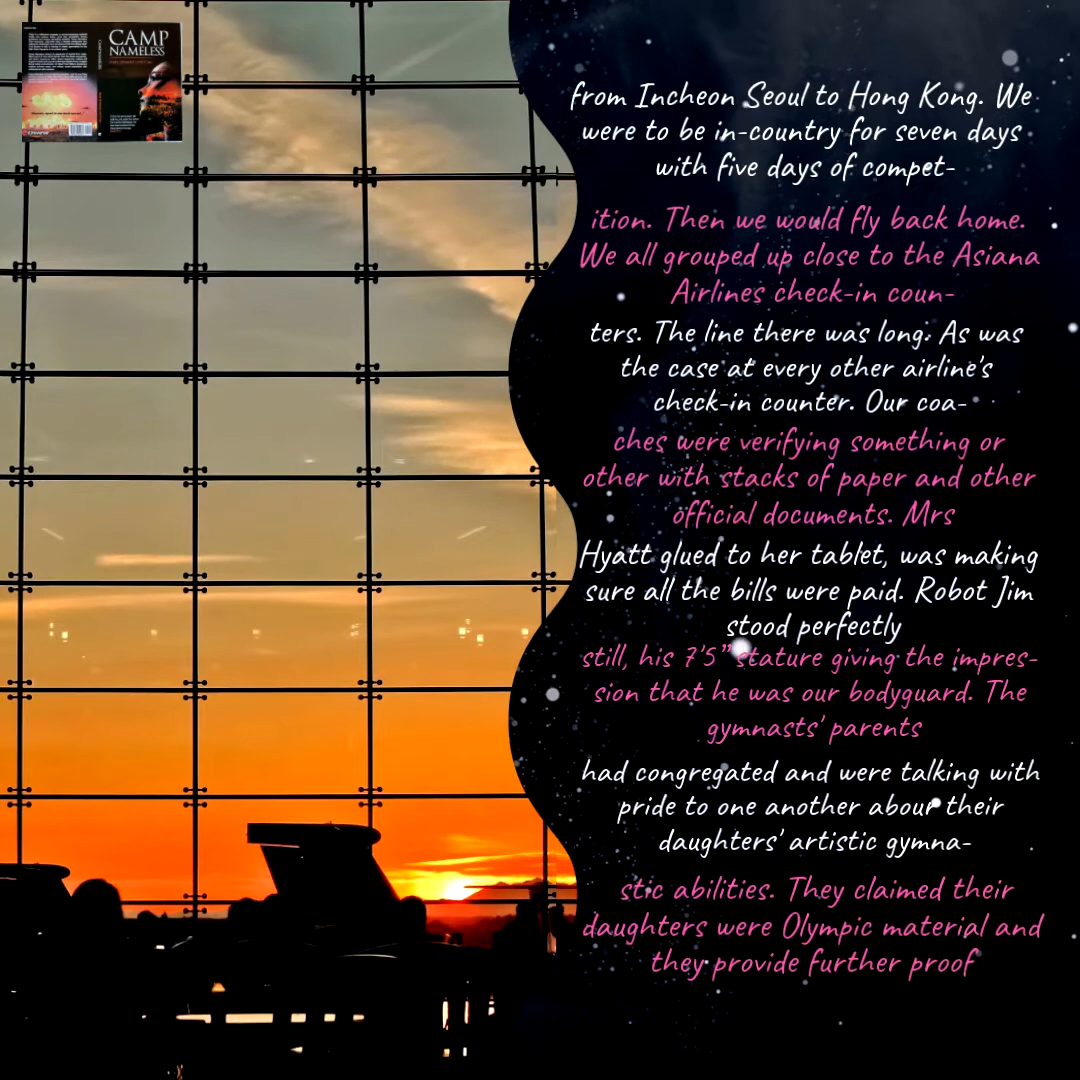 CAMP
NAMELESS
from Incheon Seoul to Hong Kong. We
were to be in-country for seven days
with five days of compet-
ition. Then we would fly back home.
We all grouped up close to the Asiana
Airlines check-in coun-
ters. The line there was long. As was
the case at every other airline's
check-in counter. Our coa-
ches were verifying something or
other with stacks of paper and other
official documents. Mrs
Hyatt glued to her tablet, was making
sure all the bills were paid. Robot Jim
stood perfectly
still, his 7'5" stature giving the impres-
sion that he was our bodyguard. The
gymnasts' parents
had congregated and were talking with
pride to one another abour their
daughters' artistic gymna-
stic abilities. They claimed their
daughters were Olympic material and
they provide further proof